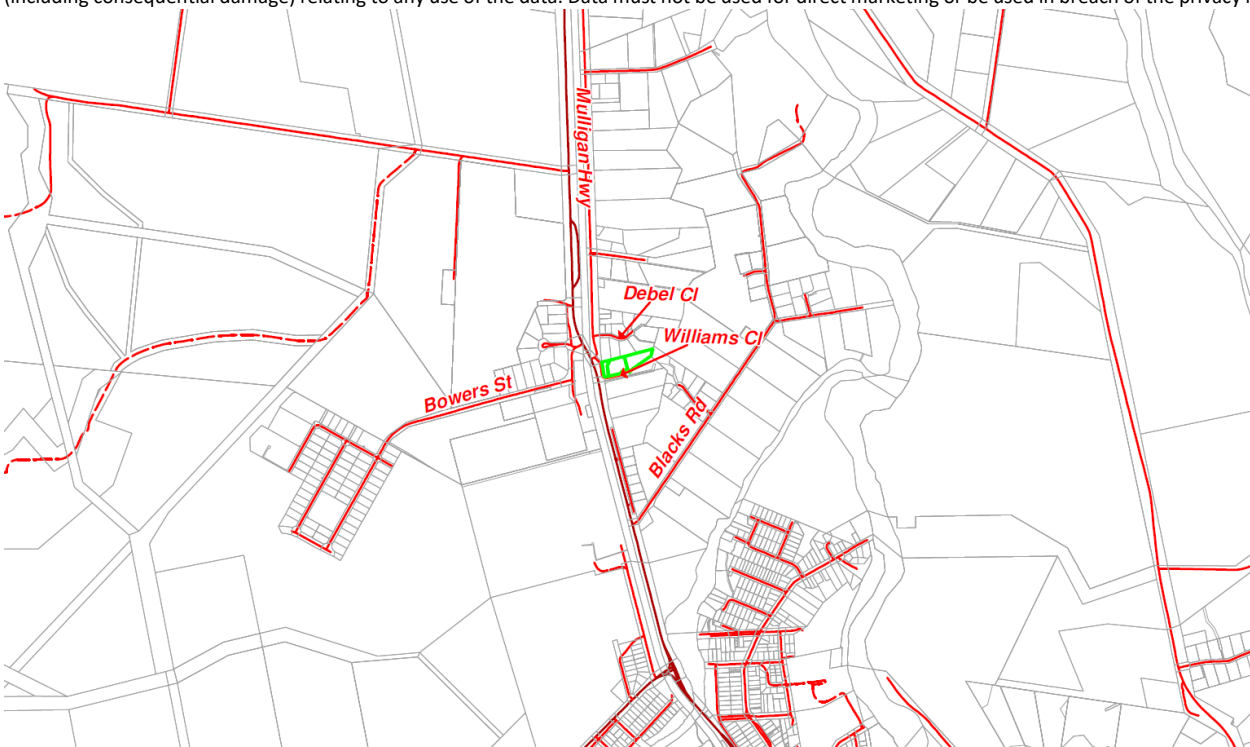 (including consequential damage) relating to any use of the data. Data must not be used for direct marketing or be used in breach of the privacy
Mulligan Hwy
Debel Cl
Williams Cl
Bowers St
Blacks Rd